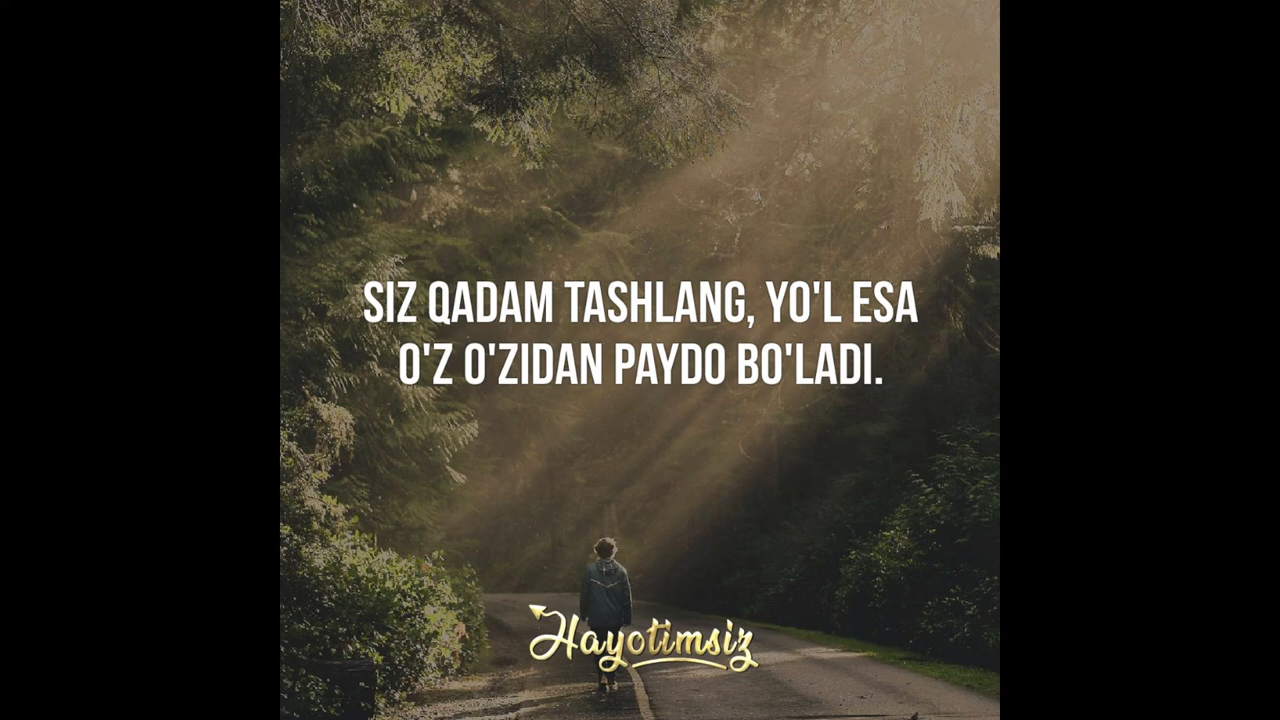 SIZ QADAM TASHLANG, YO'L ESA
O'Z O'ZIDAN PAYDO BO'LADI.
Hayotimsiz